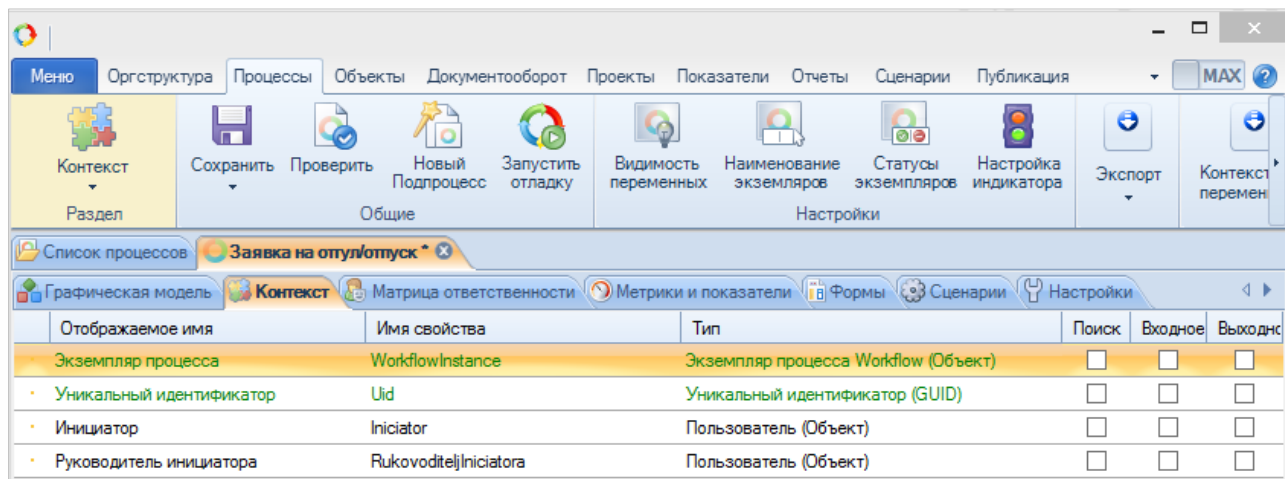 Меню Оргструктура Процессы Объекты Документооборот Проекты Показатели Отчеты Сценарии Публикация MAX
Контекст Сохранить Проверить Новый Подпроцесс Запустить отладку Видимость переменных Наименование экземляров Статусы экземпляров Настройка индикатора Экспорт Контекст перемен
Раздел Общие Настройки
Список процессов Заявка на отгул/отпуск *
Графическая модель Контекст Матрица ответственности Метрики и показатели Формы Сценарии Настройки
Отображаемое имя Имя свойства Тип Поиск Входное Выходнс
Экземпляр процесса WorkflowInstance Экземпляр процесса Workflow (Объект)
Уникальный идентификатор Uid Уникальный идентификатор (GUID)
Инициатор Iniciator Пользователь (Объект)
Руководитель инициатора RukovoditeljIniciatora Пользователь (Объект)